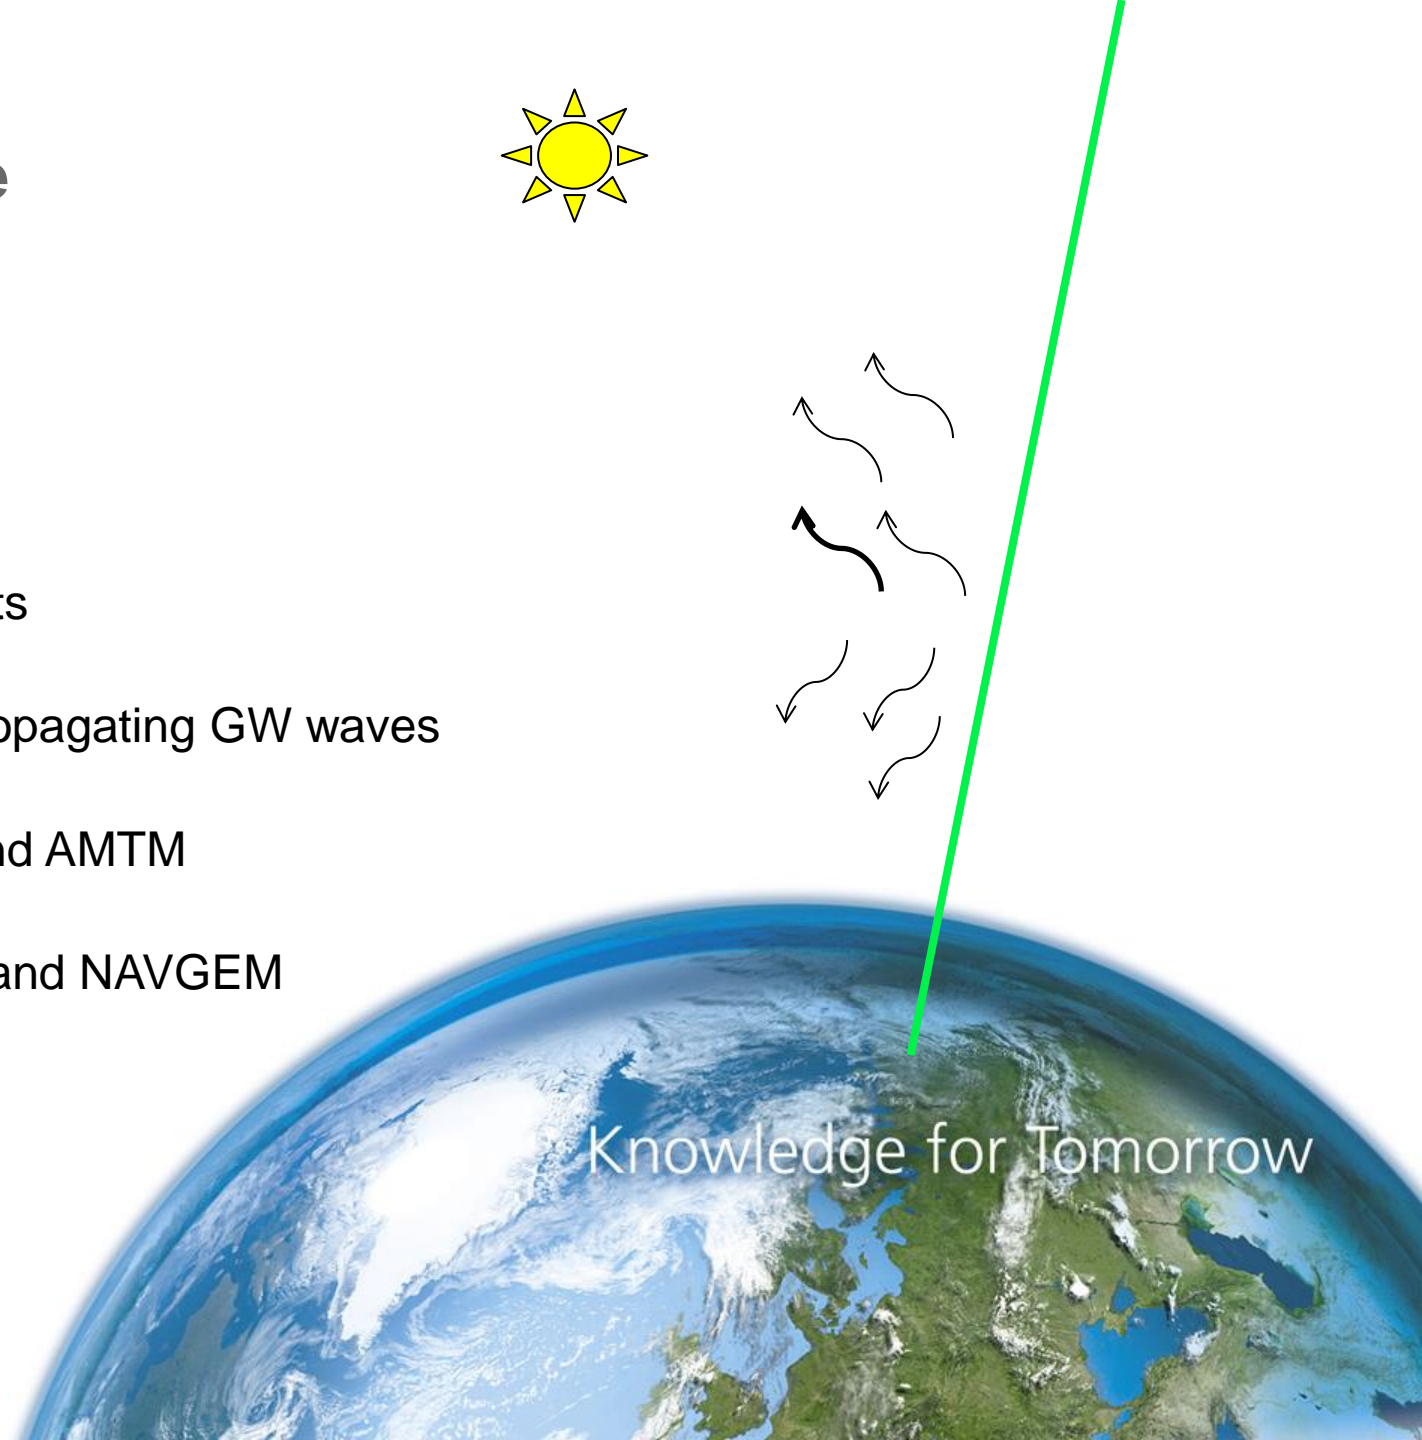 e
ts
opagating GW waves
nd AMTM
and NAVGEM
Knowledge for Tomorrow